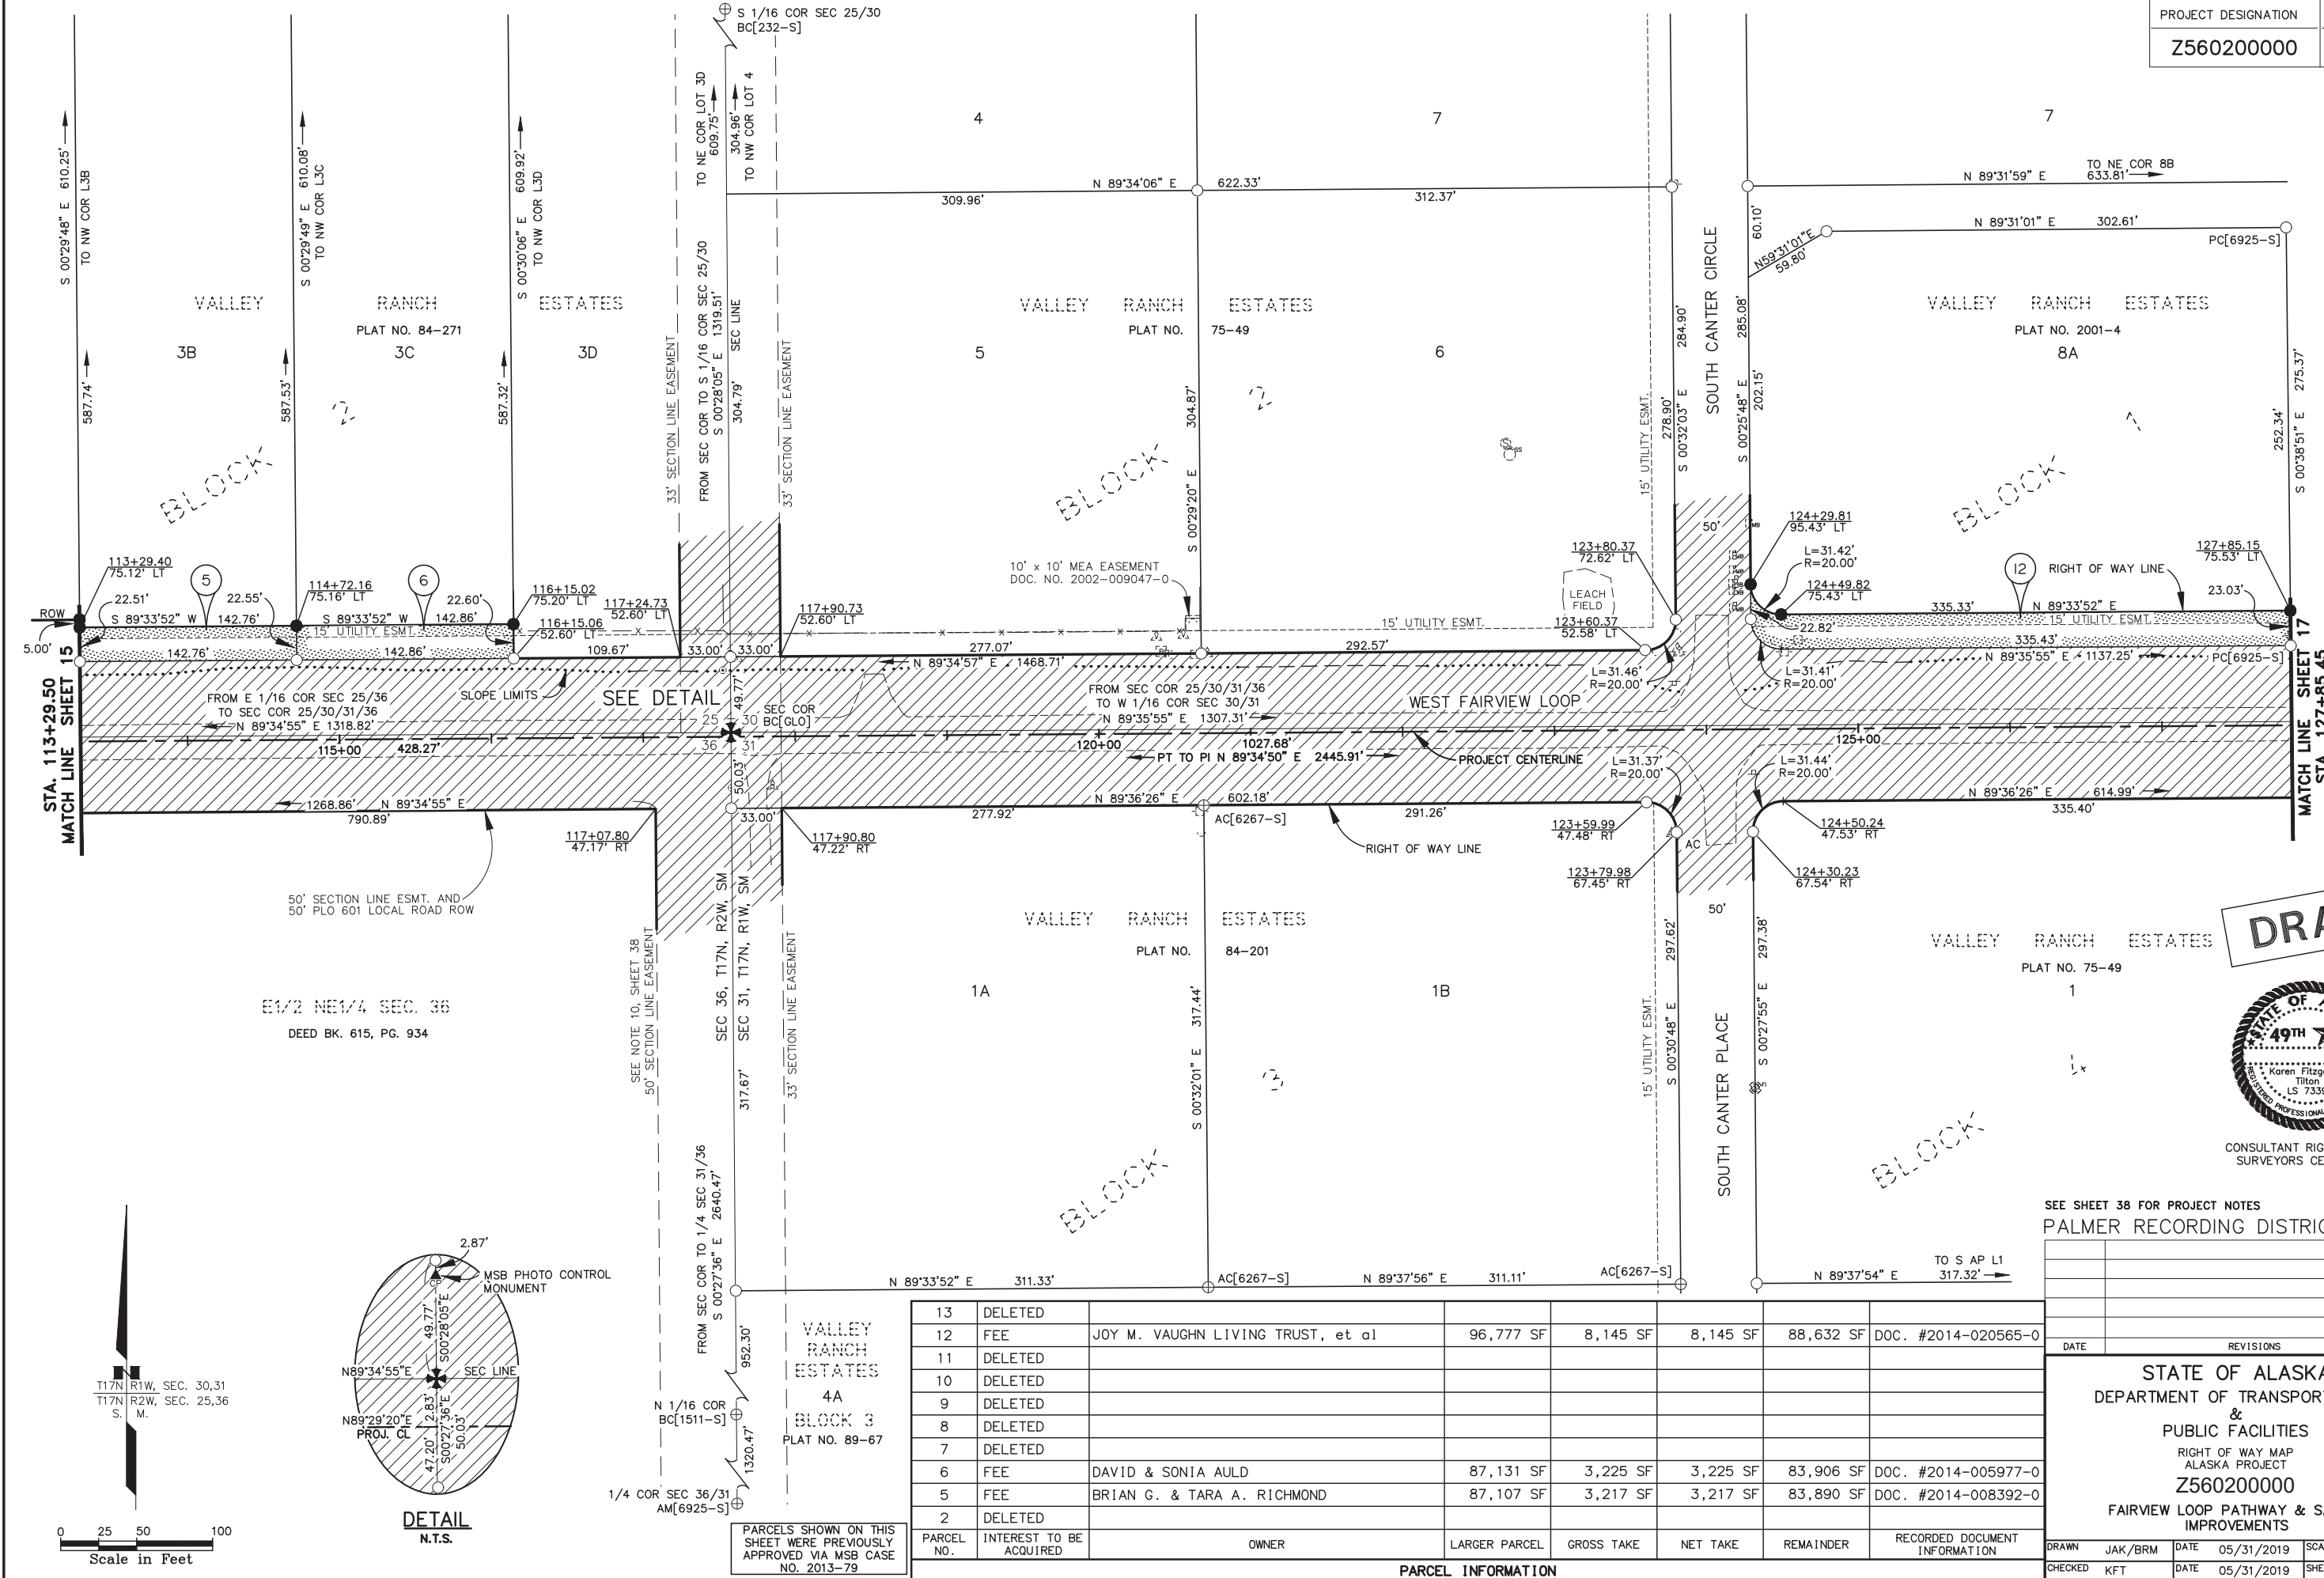 S 1/16 COR SEC 25/30
BC[232-S]
PROJECT DESIGNATION
Z560200000
S 00°29'48" E 610.25'
TO NW COR L3B
587.74'
S 00°29'49" E 610.08'
TO NW COR L3C
587.53'
S 00°30'06" E 609.92'
TO NW COR L3D
587.32'
TO NE COR LOT 3D
609.75'
304.96'
TO NW COR LOT 4
4
7
7
N 89°34'06" E 622.33'
309.96'
312.37'
N 89°31'59" E
TO NE COR 8B
633.81'
N 89°31'01" E 302.61'
PC[6925-S]
N59°31'01"E
59.80'
60.10'
VALLEY RANCH ESTATES
PLAT NO. 84-271
3B
3C
3D
BLOCK 2
33' SECTION LINE EASEMENT
FROM SEC COR TO S 1/16 COR SEC 25/30
S 00°28'05" E 1319.51'
304.79'
SEC LINE
33' SECTION LINE EASEMENT
VALLEY RANCH ESTATES
PLAT NO. 75-49
5
6
BLOCK 2
304.87'
S 00°29'20" E
15' UTILITY ESMT.
284.90'
278.90'
S 00°32'03" E
SOUTH CANTER CIRCLE
285.08'
S 00°25'48" E
202.15'
VALLEY RANCH ESTATES
PLAT NO. 2001-4
8A
BLOCK 1
275.37'
252.34'
S 00°38'51" E
113+29.40
75.12' LT
5
22.51'
ROW
5.00'
S 89°33'52" W 142.76'
142.76'
114+72.16
75.16' LT
22.55'
6
22.60'
S 89°33'52" W 142.86'
15' UTILITY ESMT.
142.86'
116+15.02
75.20' LT
116+15.06
52.60' LT
117+24.73
52.60' LT
109.67'
33.00'
33.00'
117+90.73
52.60' LT
10' x 10' MEA EASEMENT
DOC. NO. 2002-009047-0
277.07'
N 89°34'57" E 1468.71'
292.57'
15' UTILITY ESMT.
LEACH
FIELD
123+80.37
72.62' LT
123+60.37
52.58' LT
L=31.46'
R=20.00'
50'
124+29.81
95.43' LT
L=31.42'
R=20.00'
124+49.82
75.43' LT
22.82'
12
RIGHT OF WAY LINE
335.33' N 89°33'52" E
15' UTILITY ESMT.
335.43'
N 89°35'55" E 1137.25'
PC[6925-S]
L=31.41'
R=20.00'
127+85.15
75.53' LT
23.03'
STA. 113+29.50
MATCH LINE SHEET 15
MATCH LINE SHEET 17
STA. 127+85.45
FROM E 1/16 COR SEC 25/36
TO SEC COR 25/30/31/36
N 89°34'55" E 1318.82'
SLOPE LIMITS
SEE DETAIL
49.77'
25 30
36 31
SEC COR
BC[GLO]
FROM SEC COR 25/30/31/36
TO W 1/16 COR SEC 30/31
N 89°35'55" E 1307.31'
WEST FAIRVIEW LOOP
115+00
428.27'
120+00
1027.68'
125+00
PT TO PI N 89°34'50" E 2445.91'
PROJECT CENTERLINE
50.03'
1268.86' N 89°34'55" E
790.89'
117+07.80
47.17' RT
33.00'
117+90.80
47.22' RT
N 89°36'26" E 602.18'
277.92'
AC[6267-S]
291.26'
RIGHT OF WAY LINE
L=31.37'
R=20.00'
123+59.99
47.48' RT
123+79.98
67.45' RT
AC
L=31.44'
R=20.00'
124+50.24
47.53' RT
124+30.23
67.54' RT
N 89°36'26" E 614.99'
335.40'
50' SECTION LINE ESMT. AND
50' PLO 601 LOCAL ROAD ROW
E1/2 NE1/4 SEC. 36
DEED BK. 615, PG. 934
SEE NOTE 10, SHEET 38
50' SECTION LINE EASEMENT
SEC 36, T17N, R2W, SM
SEC 31, T17N, R1W, SM
317.67'
33' SECTION LINE EASEMENT
FROM SEC COR TO 1/4 SEC 31/36
S 00°27'36" E 2640.47'
VALLEY RANCH ESTATES
PLAT NO. 84-201
1A
1B
S 00°32'01" E 317.44'
BLOCK 3
50'
15' UTILITY ESMT.
297.62'
S 00°30'48" E
SOUTH CANTER PLACE
297.38'
S 00°27'55" E
VALLEY RANCH ESTATES
PLAT NO. 75-49
1
BLOCK 4
DRA
STATE OF
49TH
Karen Fitzge
Tilton
LS 7339
REGISTERED PROFESSIONAL
CONSULTANT RIG
SURVEYORS CE
N 89°33'52" E 311.33'
AC[6267-S]
N 89°37'56" E 311.11'
AC[6267-S]
N 89°37'54" E
TO S AP L1
317.32'
952.30'
N 1/16 COR
BC[1511-S]
1320.47'
1/4 COR SEC 36/31
AM[6925-S]
VALLEY
RANCH
ESTATES
4A
BLOCK 3
PLAT NO. 89-67
N
T17N R1W, SEC. 30,31
T17N R2W, SEC. 25,36
S. M.
0 25 50 100
Scale in Feet
2.87'
MSB PHOTO CONTROL
MONUMENT
CP
49.77'
S00°28'05"E
N89°34'55"E
SEC LINE
2.83'
S00°27'36"E
50.03'
47.20'
N89°29'20"E
PROJ. CL
DETAIL
N.T.S.
PARCELS SHOWN ON THIS
SHEET WERE PREVIOUSLY
APPROVED VIA MSB CASE
NO. 2013-79
13 DELETED
12 FEE JOY M. VAUGHN LIVING TRUST, et al 96,777 SF 8,145 SF 8,145 SF 88,632 SF DOC. #2014-020565-0
11 DELETED
10 DELETED
9 DELETED
8 DELETED
7 DELETED
6 FEE DAVID & SONIA AULD 87,131 SF 3,225 SF 3,225 SF 83,906 SF DOC. #2014-005977-0
5 FEE BRIAN G. & TARA A. RICHMOND 87,107 SF 3,217 SF 3,217 SF 83,890 SF DOC. #2014-008392-0
2 DELETED
PARCEL NO. INTEREST TO BE ACQUIRED OWNER LARGER PARCEL GROSS TAKE NET TAKE REMAINDER RECORDED DOCUMENT INFORMATION
PARCEL INFORMATION
SEE SHEET 38 FOR PROJECT NOTES
PALMER RECORDING DISTRIC
DATE REVISIONS
STATE OF ALASKA
DEPARTMENT OF TRANSPOR
&
PUBLIC FACILITIES
RIGHT OF WAY MAP
ALASKA PROJECT
Z560200000
FAIRVIEW LOOP PATHWAY & S
IMPROVEMENTS
DRAWN JAK/BRM DATE 05/31/2019 SCA
CHECKED KFT DATE 05/31/2019 SHE